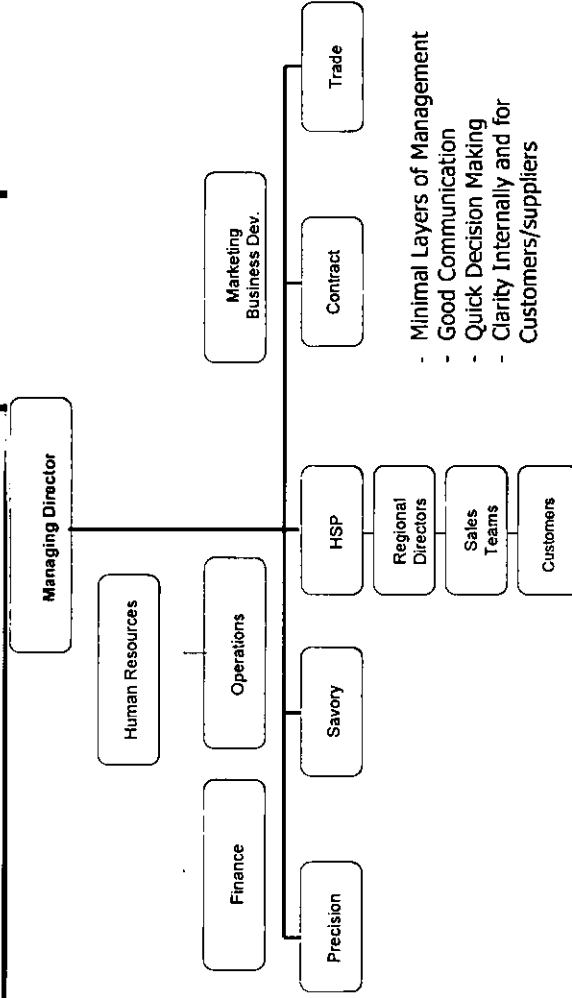 Managing Director
Human Resources
Finance
Operations
Marketing
Business Dev.
Precision
Savory
HSP
Contract
Trade
Regional
Directors
Sales
Teams
Customers
- Minimal Layers of Management
- Good Communication
- Quick Decision Making
- Clarity Internally and for
Customers/suppliers